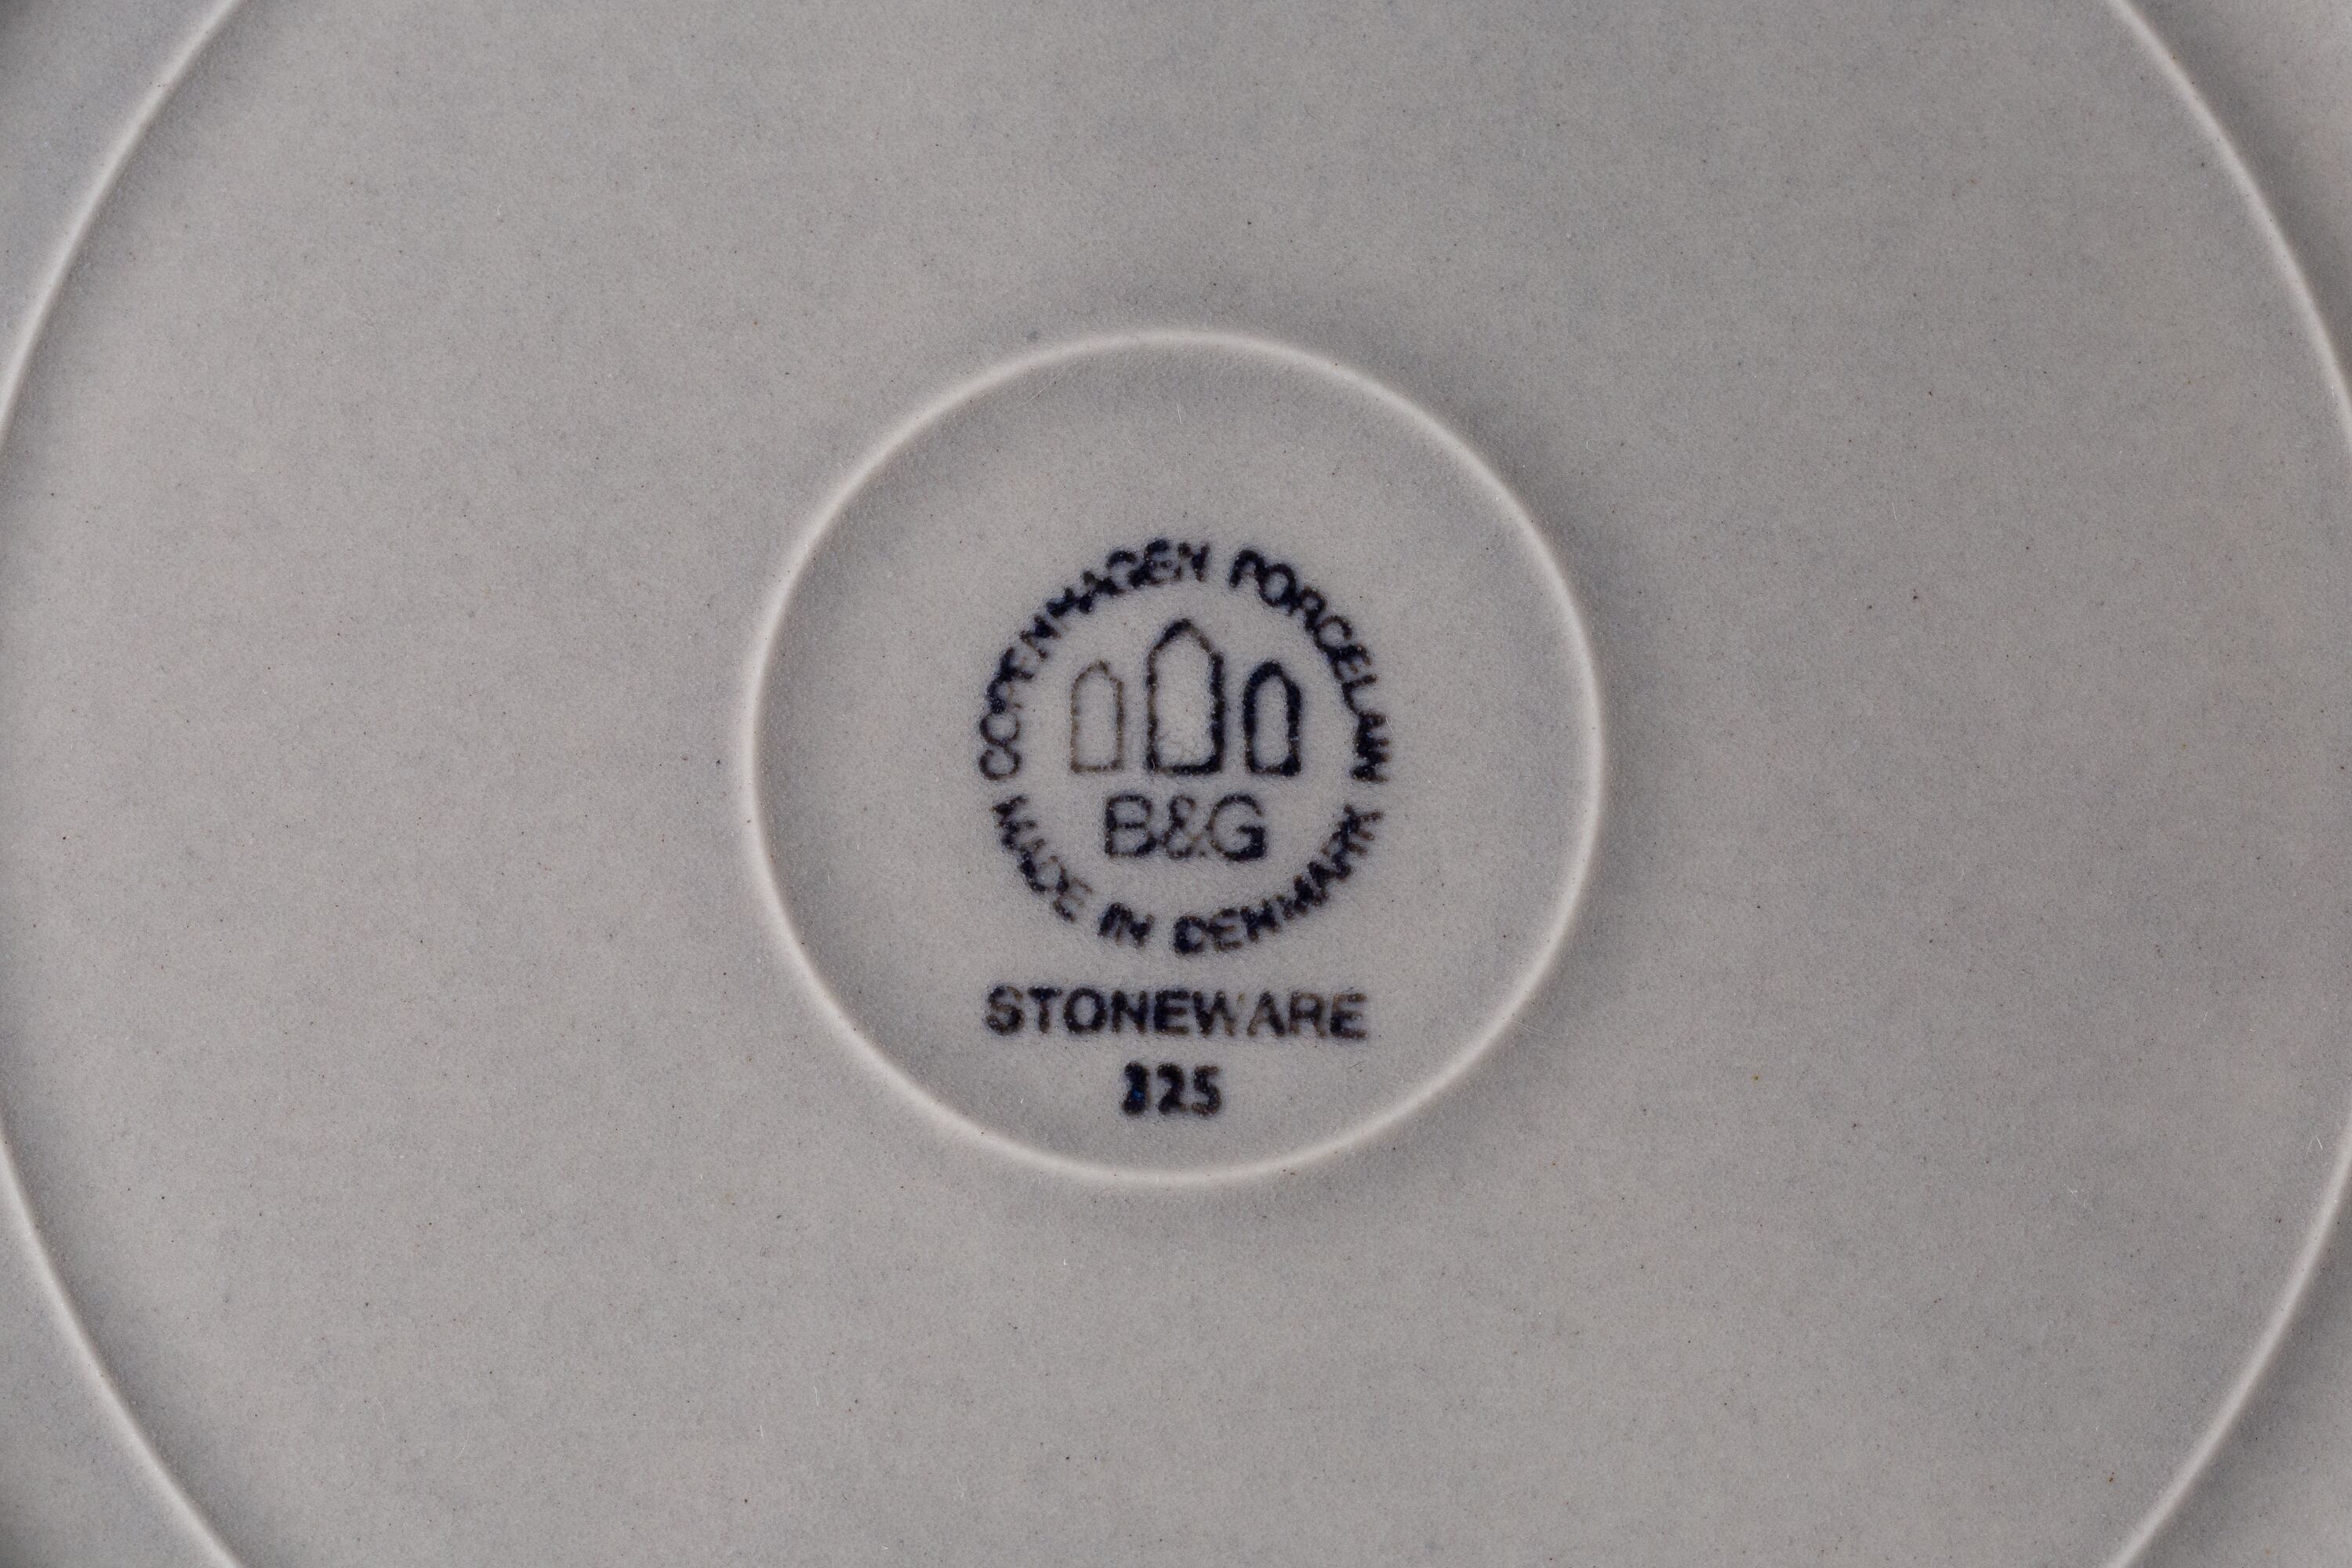 COPENHAGEN PORCELAIN
B&G
MADE IN DENMARK
STONEWARE
325